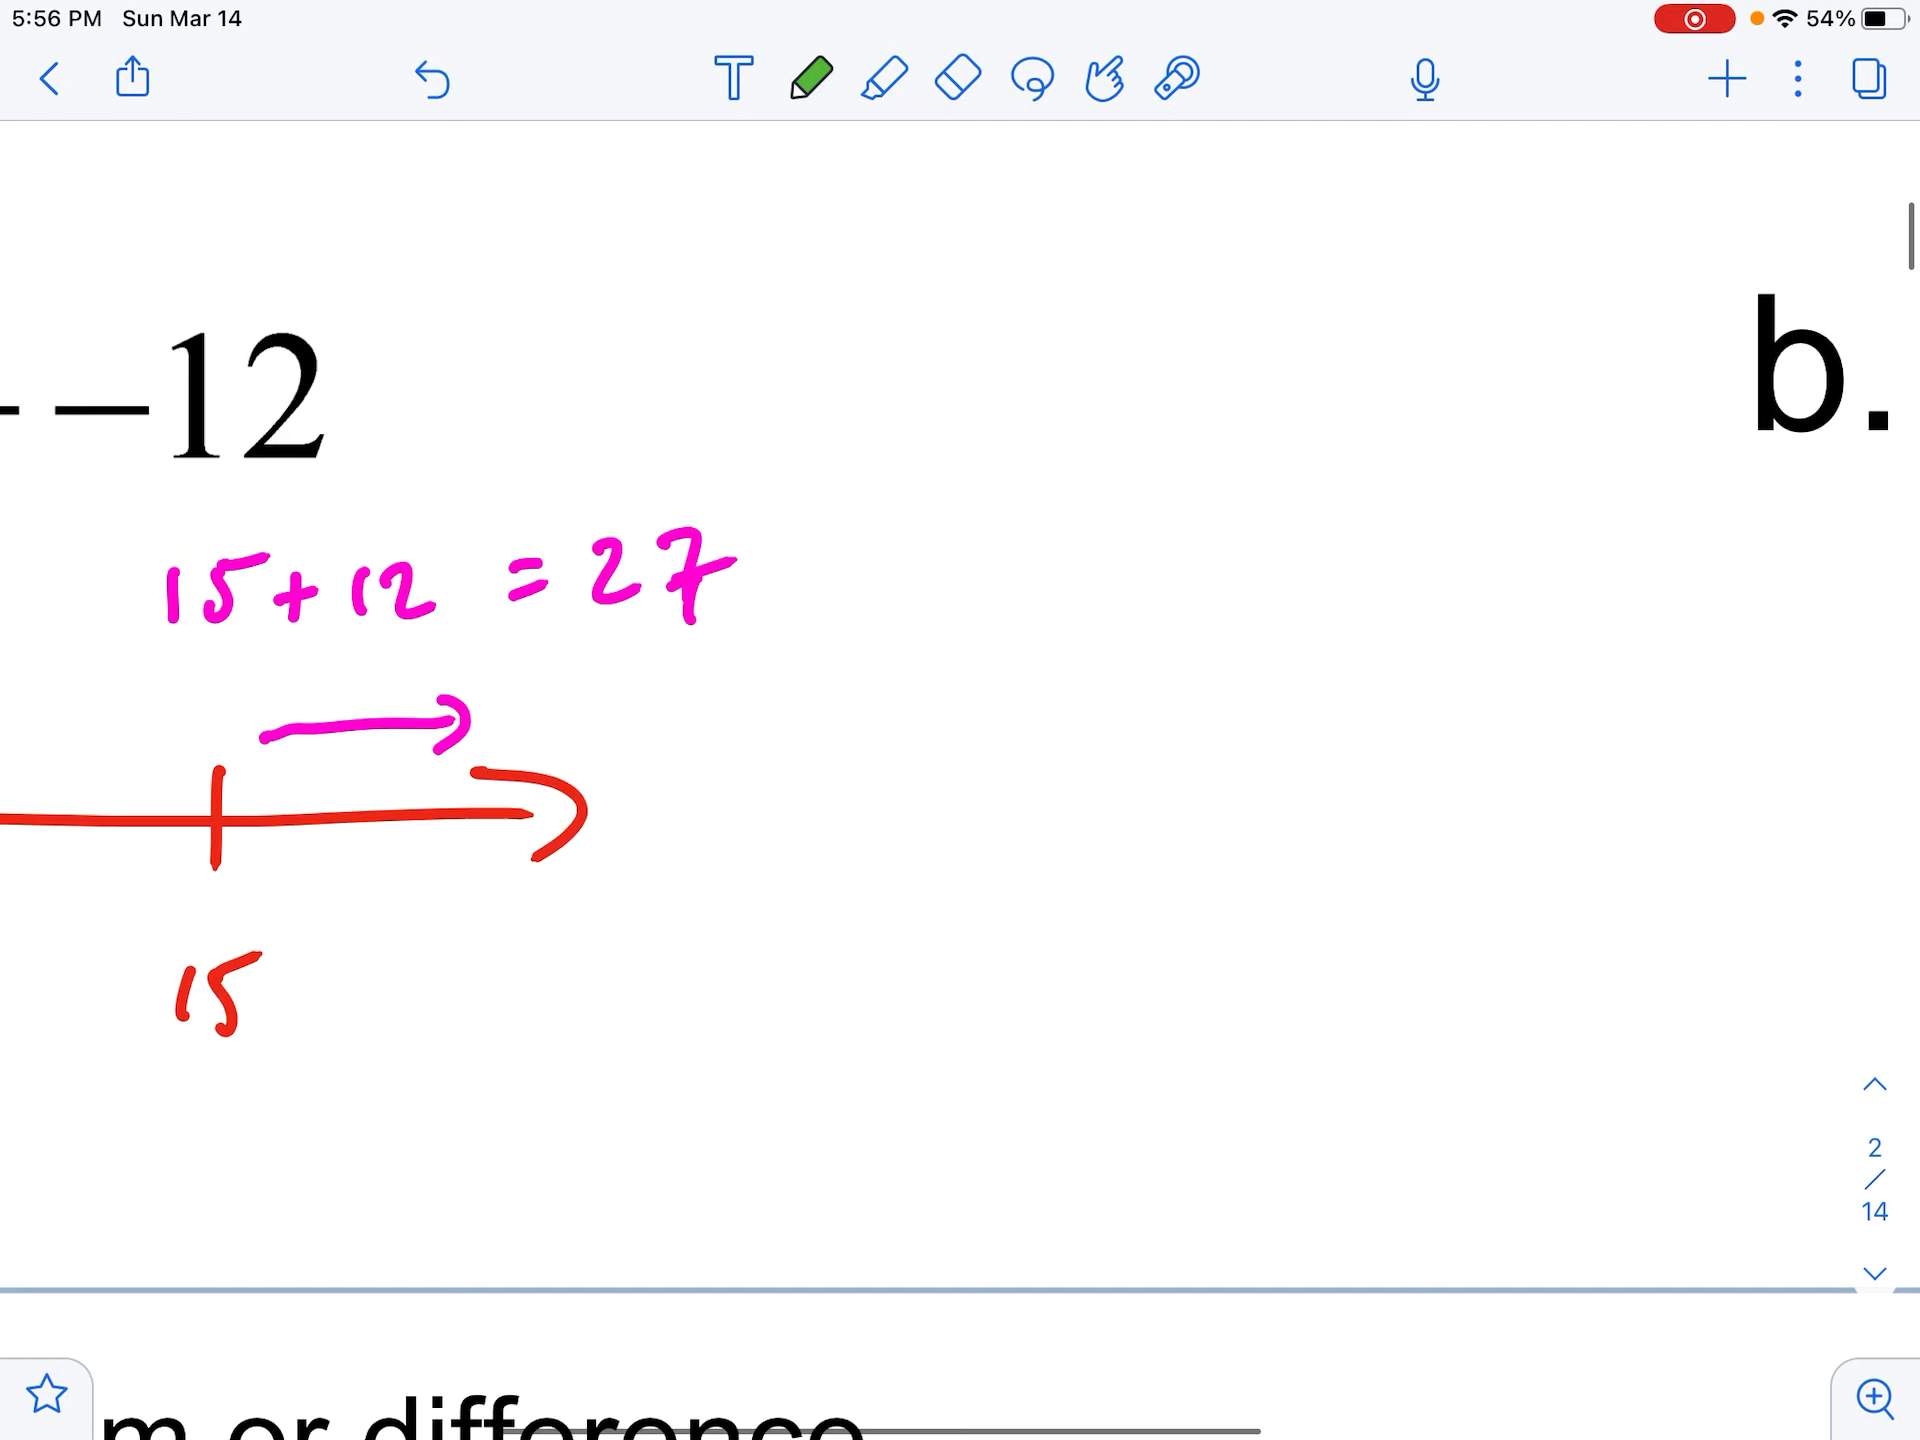 5:56 PM Sun Mar 14
54%
- −12
b.
15 + 12 = 27
15
2
/
14
m or difference